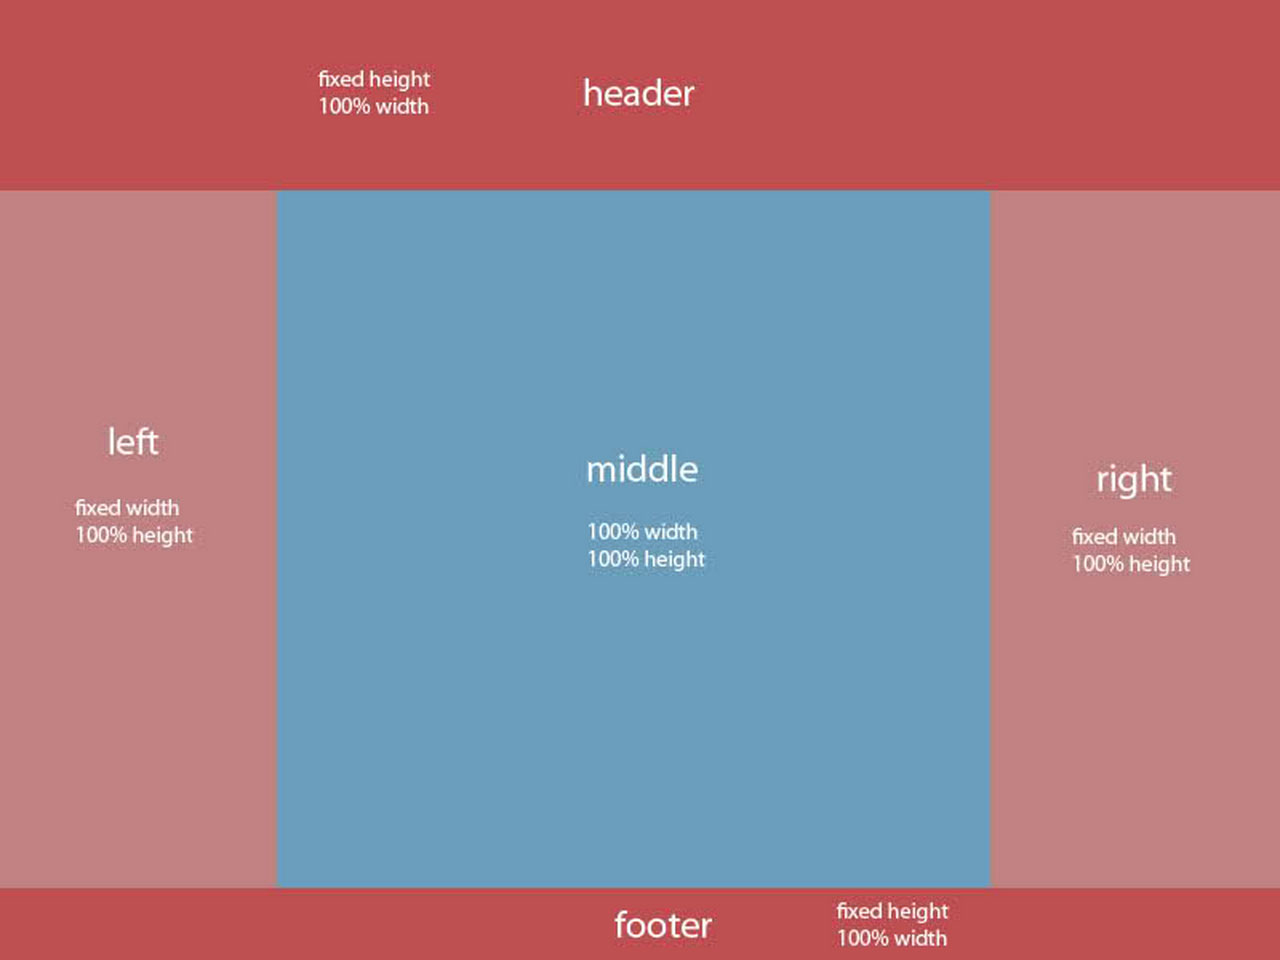 fixed height
100% width
header
left
fixed width
100% height
middle
100% width
100% height
right
fixed width
100% height
footer
fixed height
100% width